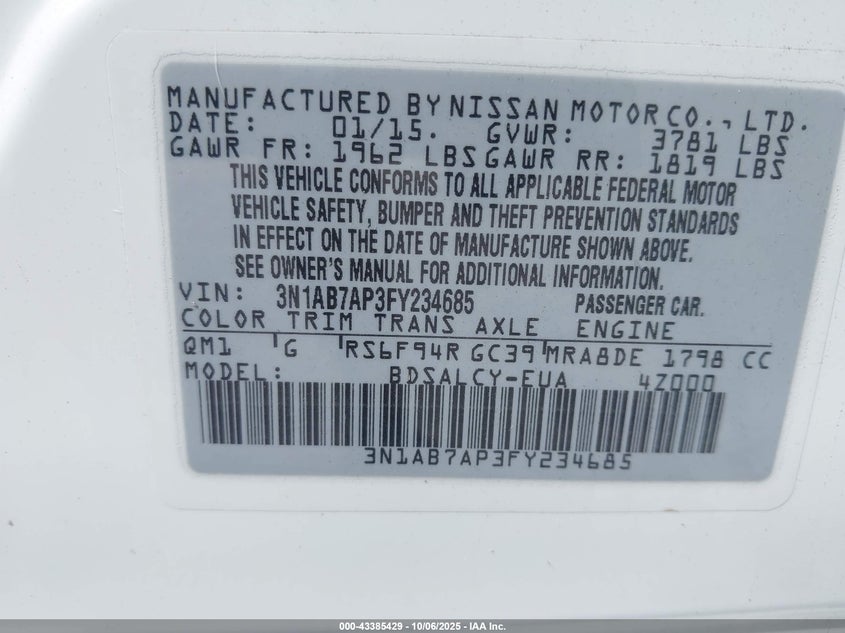 MANUFACTURED BY NISSAN MOTOR CO., LTD.
DATE: 01/15. GVWR: 3781 LBS
GAWR FR: 1962 LBS GAWR RR: 1819 LBS
THIS VEHICLE CONFORMS TO ALL APPLICABLE FEDERAL MOTOR
VEHICLE SAFETY, BUMPER AND THEFT PREVENTION STANDARDS
IN EFFECT ON THE DATE OF MANUFACTURE SHOWN ABOVE.
SEE OWNER'S MANUAL FOR ADDITIONAL INFORMATION.
VIN: 3N1AB7AP3FY234685 PASSENGER CAR.
COLOR TRIM TRANS AXLE ENGINE
QM1 G RS6F94R GC39 MRA8DE 1798 CC
MODEL: BDSALCY-EUA 4Z000
3N1AB7AP3FY234685
000-43385429 - 10/06/2025 - IAA Inc.